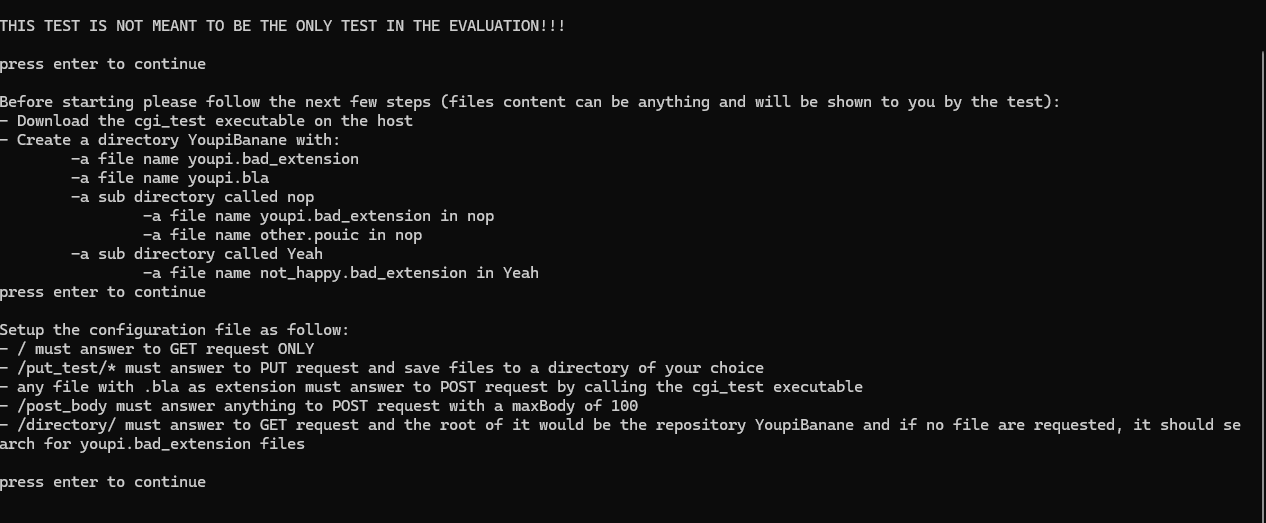 THIS TEST IS NOT MEANT TO BE THE ONLY TEST IN THE EVALUATION!!!
press enter to continue
Before starting please follow the next few steps (files content can be anything and will be shown to you by the test):
- Download the cgi_test executable on the host
- Create a directory YoupiBanane with:
-a file name youpi.bad_extension
-a file name youpi.bla
-a sub directory called nop
-a file name youpi.bad_extension in nop
-a file name other.pouic in nop
-a sub directory called Yeah
-a file name not_happy.bad_extension in Yeah
press enter to continue
Setup the configuration file as follow:
- / must answer to GET request ONLY
- /put_test/* must answer to PUT request and save files to a directory of your choice
- any file with .bla as extension must answer to POST request by calling the cgi_test executable
- /post_body must answer anything to POST request with a maxBody of 100
- /directory/ must answer to GET request and the root of it would be the repository YoupiBanane and if no file are requested, it should se
arch for youpi.bad_extension files
press enter to continue